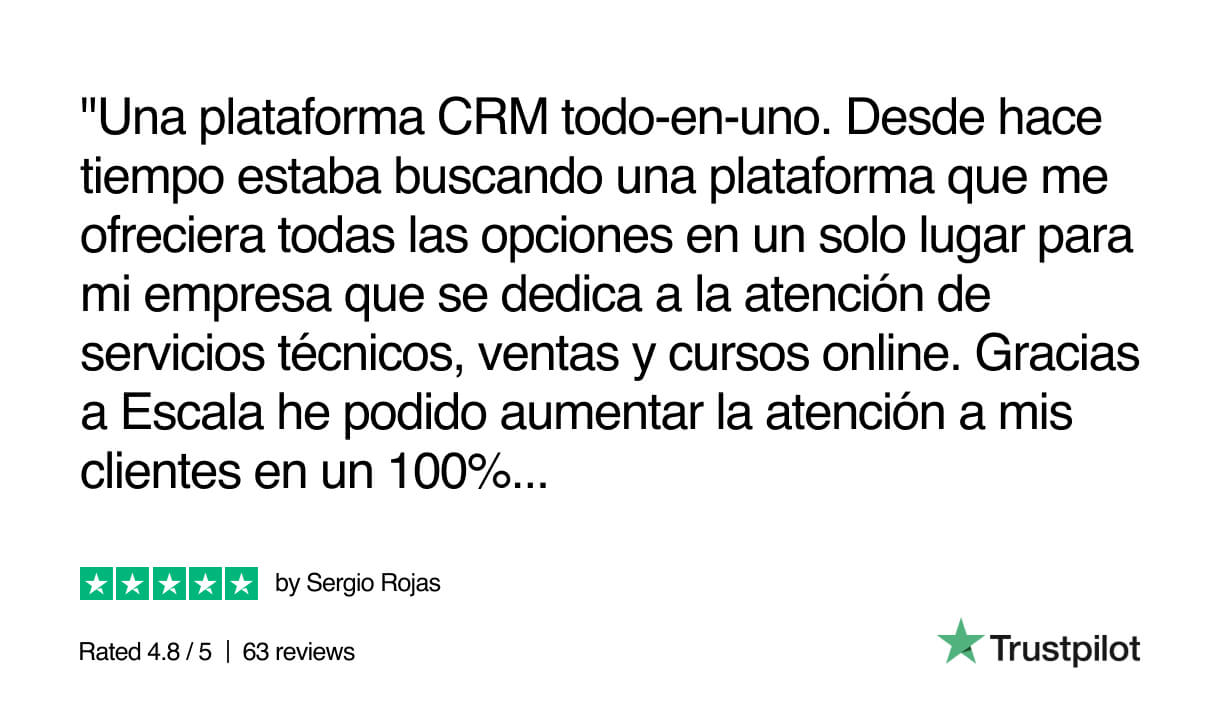 "Una plataforma CRM todo-en-uno. Desde hace
tiempo estaba buscando una plataforma que me
ofreciera todas las opciones en un solo lugar para
mi empresa que se dedica a la atención de
servicios técnicos, ventas y cursos online. Gracias
a Escala he podido aumentar la atención a mis
clientes en un 100%...
by Sergio Rojas
Rated 4.8 / 5 | 63 reviews
Trustpilot